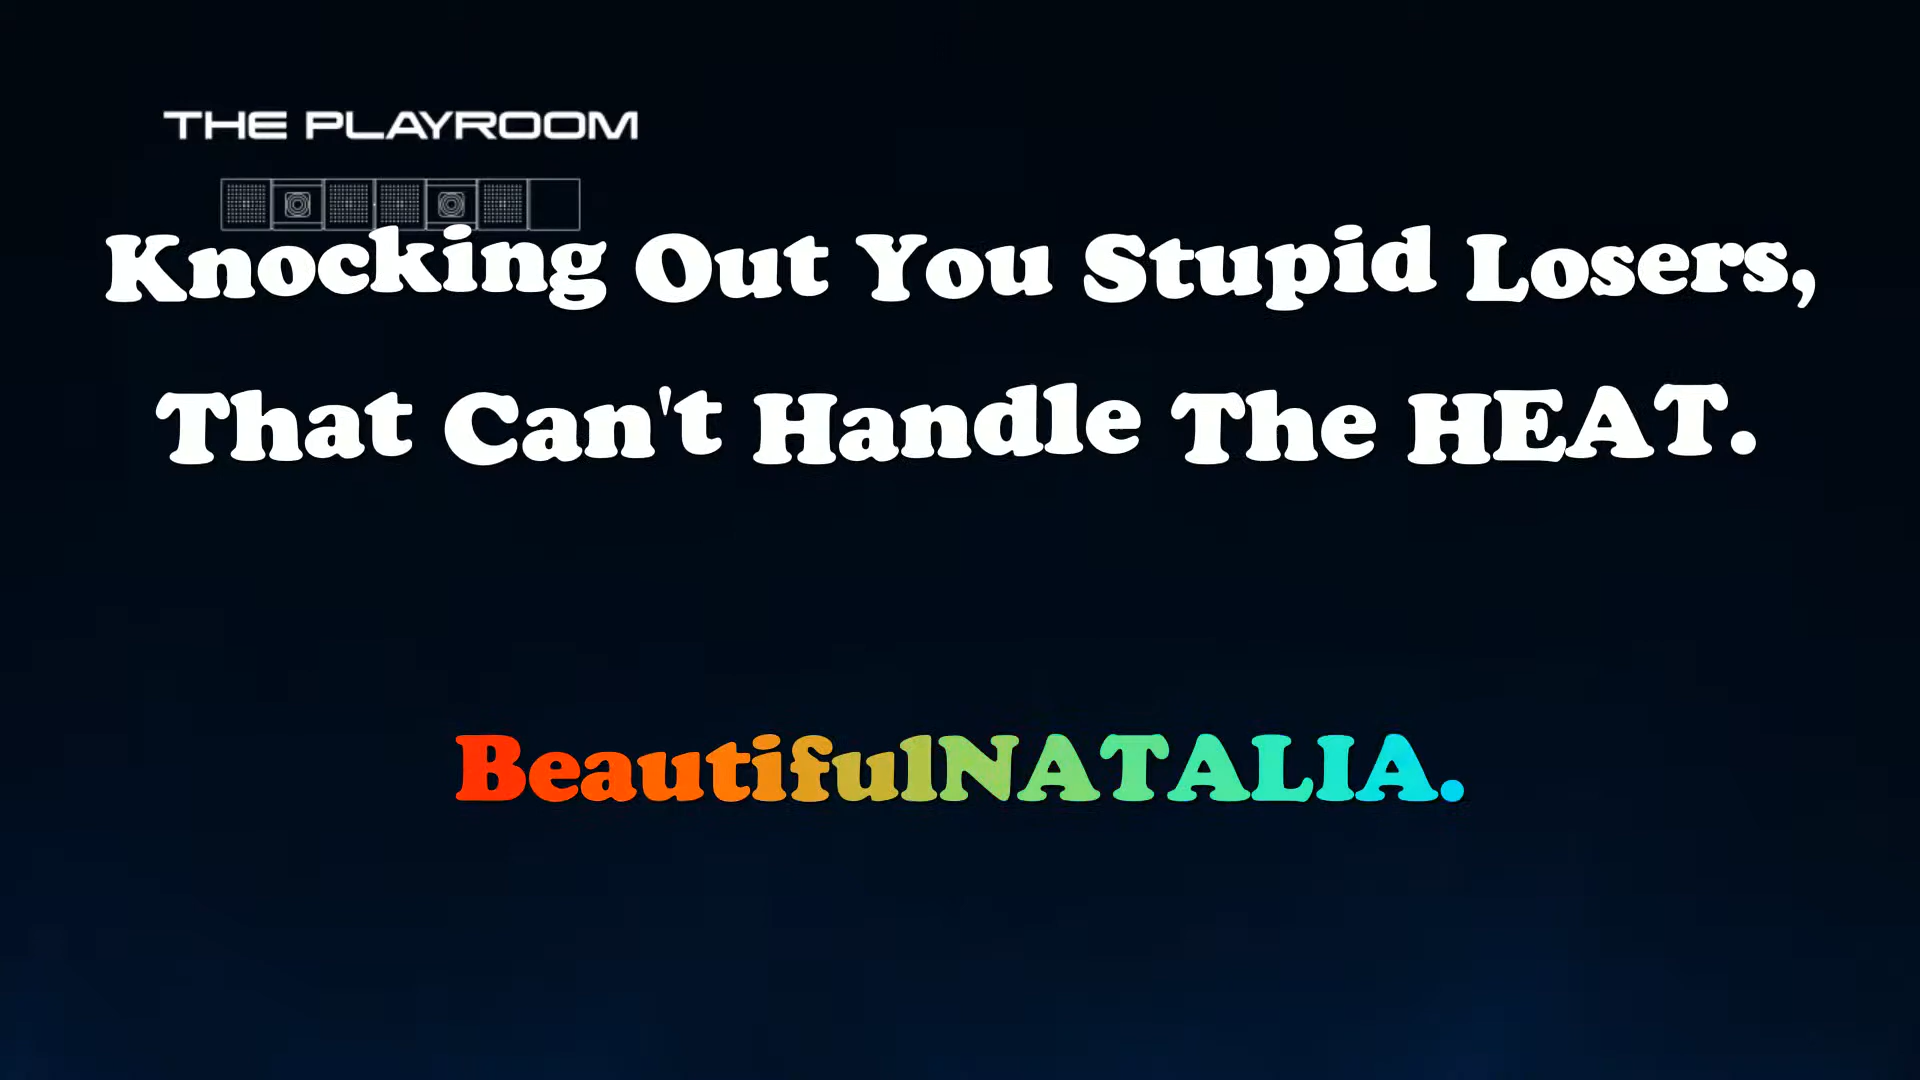 THE PLAYROOM
Knocking Out You Stupid Losers,
That Can't Handle The HEAT.
BeautifulNATALIA.